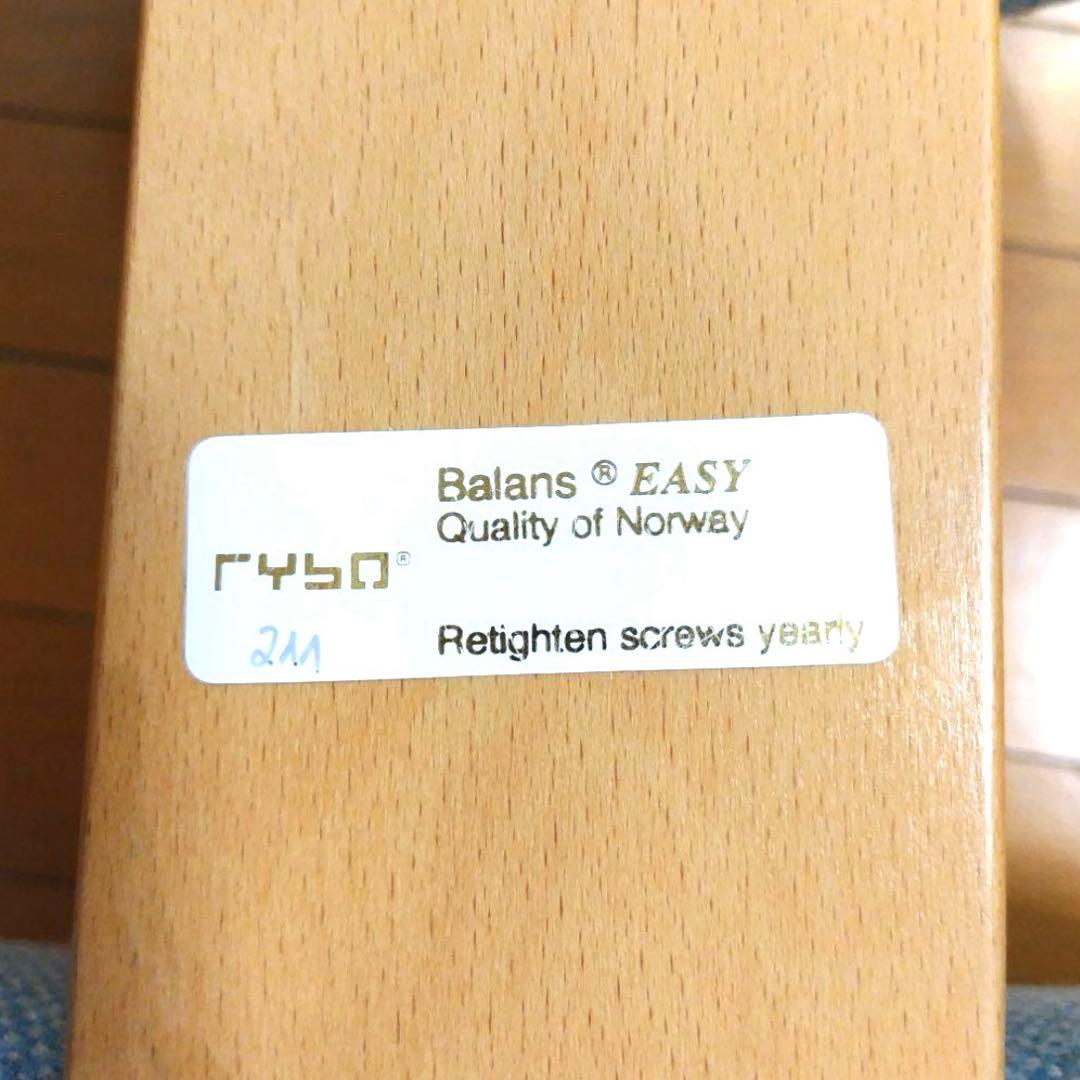 Balans ® EASY
Quality of Norway
rybo®
211
Retighten screws yearly